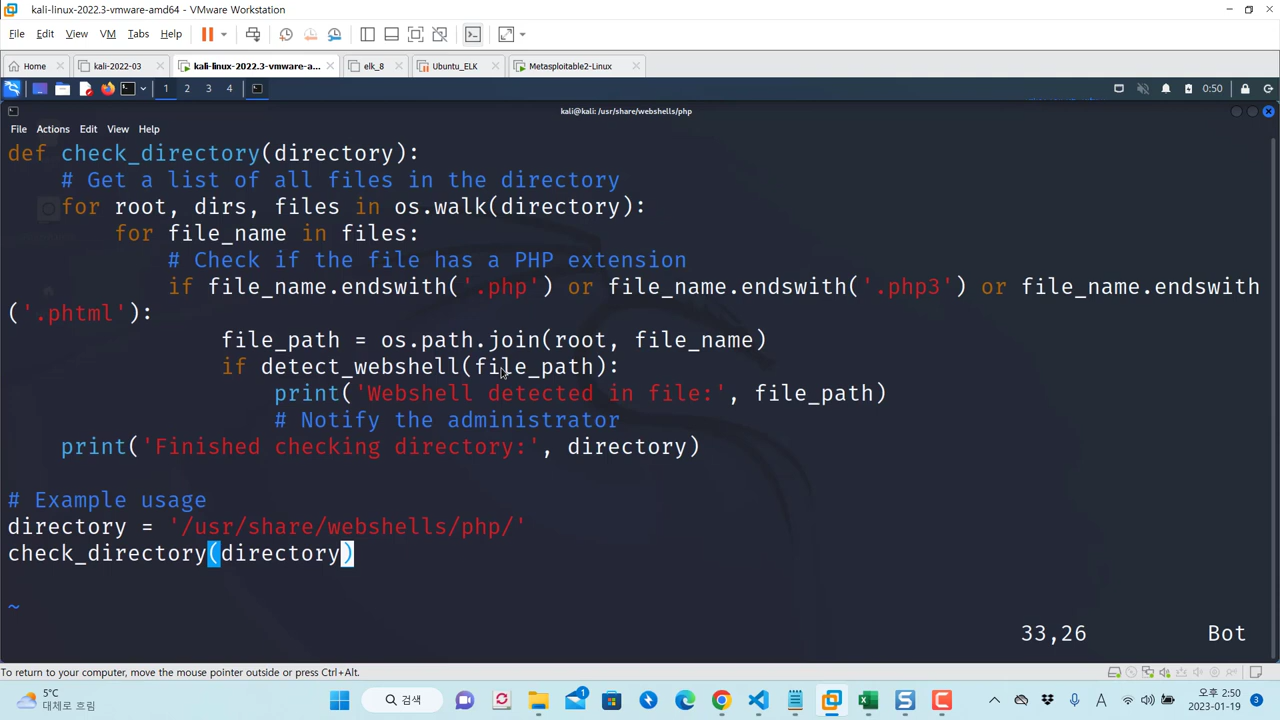 kali-linux-2022.3-vmware-amd64 - VMware Workstation
File Edit View VM Tabs Help
Home kali-2022-03 kali-linux-2022.3-vmware-a... elk_8 Ubuntu_ELK Metasploitable2-Linux
1 2 3 4 0:50
kali@kali: /usr/share/webshells/php
File Actions Edit View Help
def check_directory(directory):
# Get a list of all files in the directory
for root, dirs, files in os.walk(directory):
for file_name in files:
# Check if the file has a PHP extension
if file_name.endswith('.php') or file_name.endswith('.php3') or file_name.endswith
('.phtml'):
file_path = os.path.join(root, file_name)
if detect_webshell(file_path):
print('Webshell detected in file:', file_path)
# Notify the administrator
print('Finished checking directory:', directory)
# Example usage
directory = '/usr/share/webshells/php/'
check_directory(directory)
~
33,26 Bot
To return to your computer, move the mouse pointer outside or press Ctrl+Alt.
5°C
대체로 흐림
검색
1
A
오후 2:50
2023-01-19
3